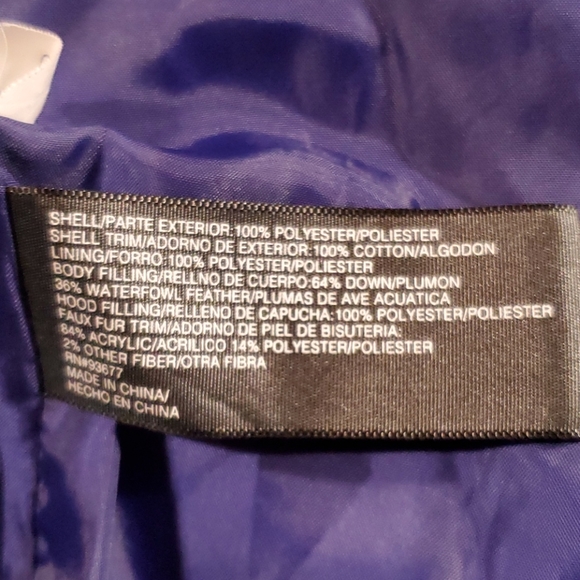 SHELL/PARTE EXTERIOR:100% POLYESTER/POLIESTER
SHELL TRIM/ADORNO DE EXTERIOR:100% COTTON/ALGODON
LINING/FORRO:100% POLYESTER/POLIESTER
BODY FILLING/RELLNO DE CUERPO:64% DOWN/PLUMON
36% WATERFOWL FEATHER/PLUMAS DE AVE ACUATICA
HOOD FILLING/RELLENO DE CAPUCHA:100% POLYESTER/POLIESTER
FAUX FUR TRIM/ADORNO DE PIEL DE BISUTERIA:
84% ACRYLIC/ACRILICO 14% POLYESTER/POLIESTER
2% OTHER FIBER/OTRA FIBRA
RN#93677
MADE IN CHINA/
HECHO EN CHINA